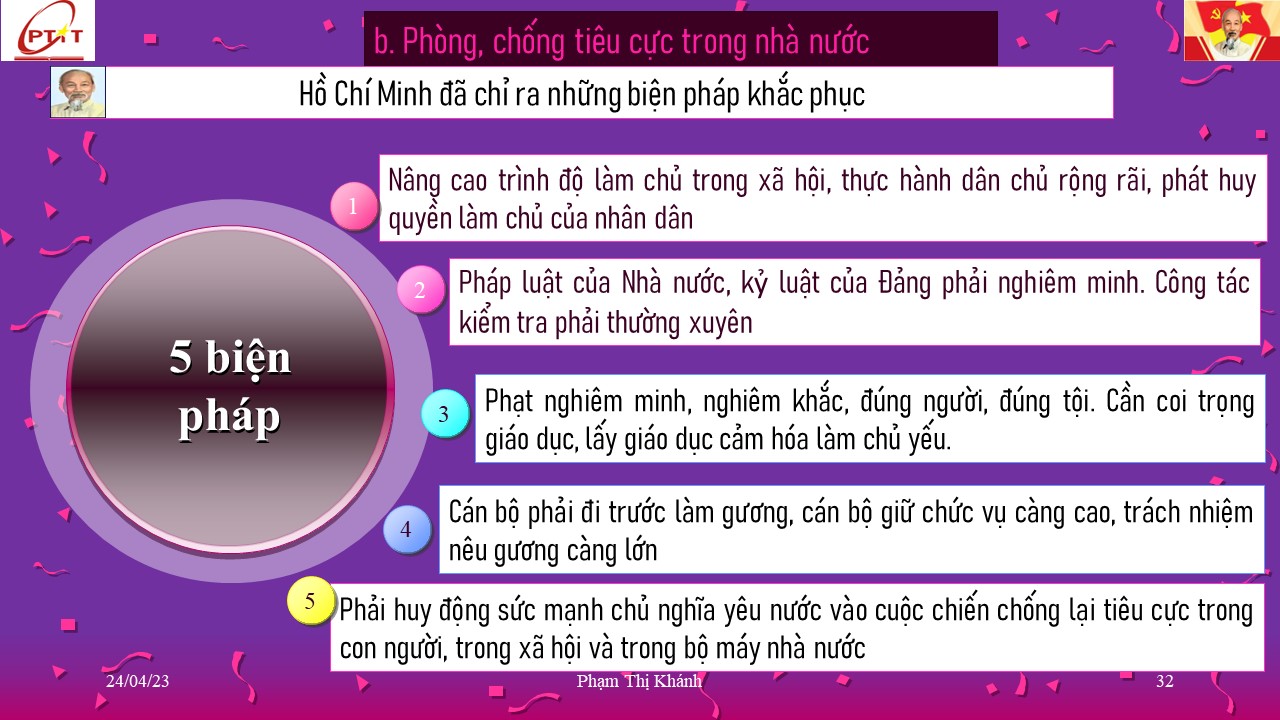 PTiT
b. Phòng, chống tiêu cực trong nhà nước
Hồ Chí Minh đã chỉ ra những biện pháp khắc phục
1
Nâng cao trình độ làm chủ trong xã hội, thực hành dân chủ rộng rãi, phát huy
quyền làm chủ của nhân dân
2
Pháp luật của Nhà nước, kỷ luật của Đảng phải nghiêm minh. Công tác
kiểm tra phải thường xuyên
5 biện
pháp
3
Phạt nghiêm minh, nghiêm khắc, đúng người, đúng tội. Cần coi trọng
giáo dục, lấy giáo dục cảm hóa làm chủ yếu.
4
Cán bộ phải đi trước làm gương, cán bộ giữ chức vụ càng cao, trách nhiệm
nêu gương càng lớn
5
Phải huy động sức mạnh chủ nghĩa yêu nước vào cuộc chiến chống lại tiêu cực trong
con người, trong xã hội và trong bộ máy nhà nước
24/04/23
Phạm Thị Khánh
32